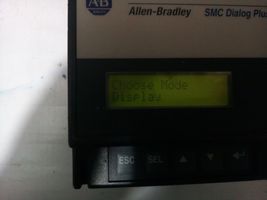 AB
Allen-Bradley SMC Dialog Plus
Choose Mode
Display
ESC SEL